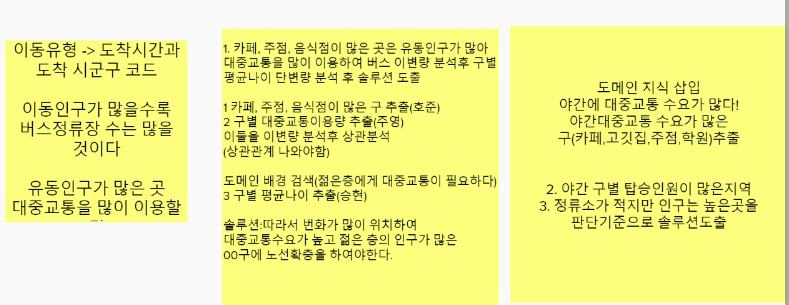 이동유형 -> 도착시간과
도착 시군구 코드
이동인구가 많을수록
버스정류장 수는 많을
것이다
유동인구가 많은 곳
대중교통을 많이 이용할
1. 카페, 주점, 음식점이 많은 곳은 유동인구가 많아
대중교통을 많이 이용하여 버스 이변량 분석후 구별
평균나이 단변량 분석 후 솔루션 도출
1 카페, 주점, 음식점이 많은 구 추출(호준)
2 구별 대중교통이용량 추출(주영)
이둘을 이변량 분석후 상관분석
(상관관계 나와야함)
도메인 배경 검색(젊은층에게 대중교통이 필요하다)
3 구별 평균나이 추출(승현)
솔루션:따라서 번화가 많이 위치하여
대중교통수요가 높고 젊은 층의 인구가 많은
00구에 노선확충을 하여야한다.
도메인 지식 삽입
야간에 대중교통 수요가 많다!
야간대중교통 수요가 많은
구(카페,고깃집,주점,학원)추출
2. 야간 구별 탑승인원이 많은지역
3. 정류소가 적지만 인구는 높은곳을
판단기준으로 솔루션도출